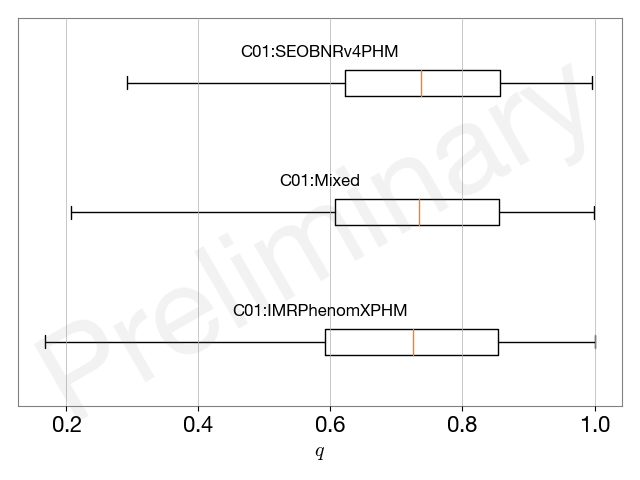 C01:SEOBNRv4PHM
C01:Mixed
C01:IMRPhenomXPHM
Preliminary
0.2 0.4 0.6 0.8 1.0
q